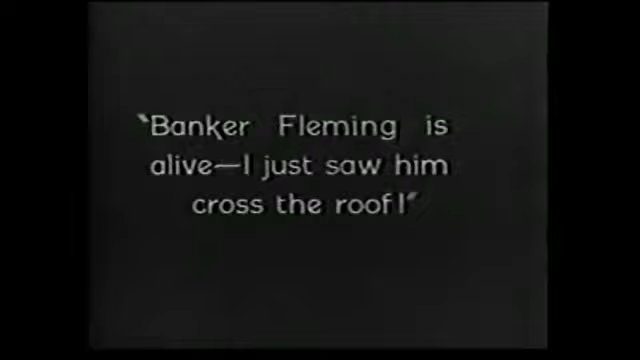 "Banker Fleming is
alive—I just saw him
cross the roof!"